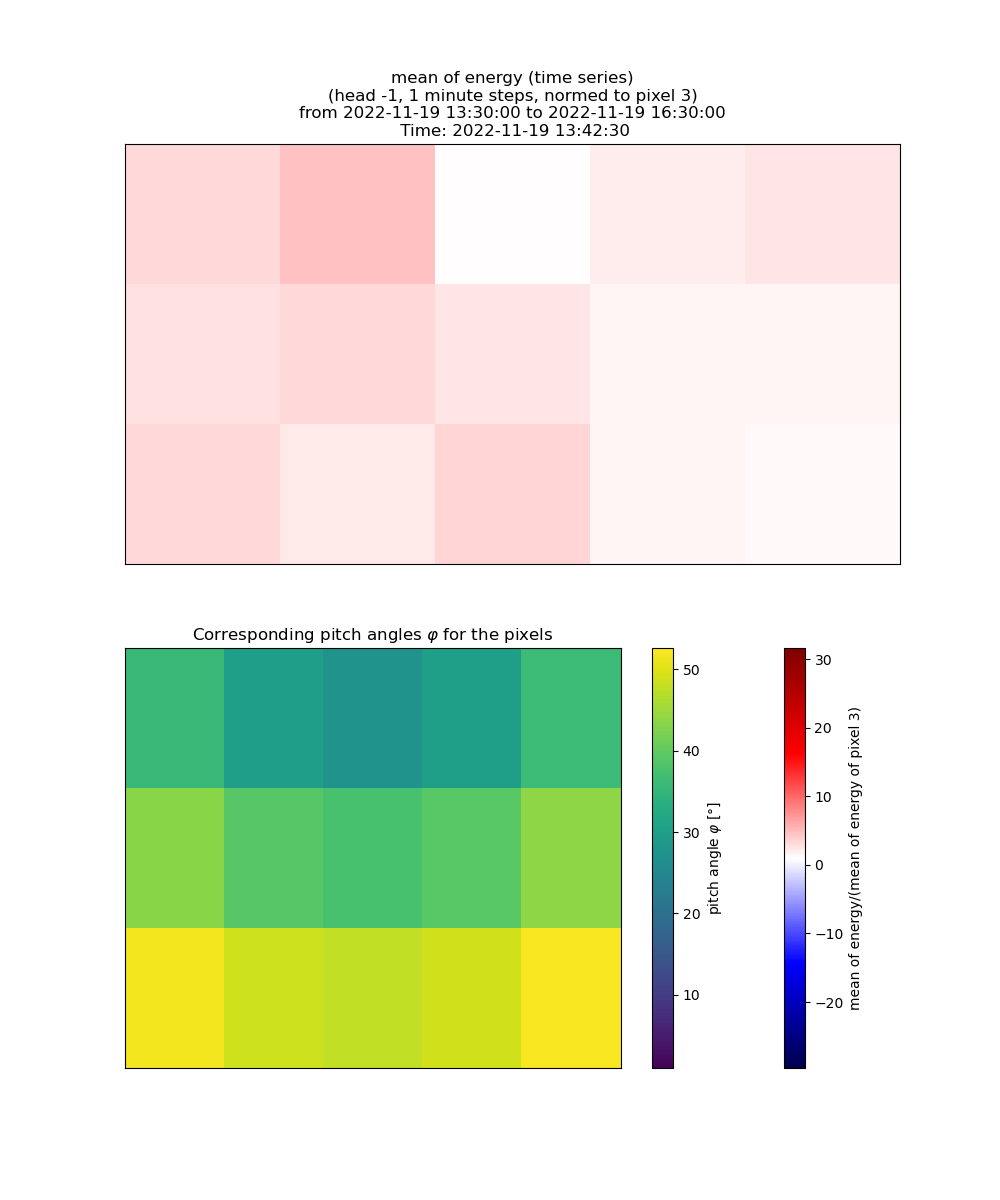 mean of energy (time series)
(head -1, 1 minute steps, normed to pixel 3)
from 2022-11-19 13:30:00 to 2022-11-19 16:30:00
Time: 2022-11-19 13:42:30
Corresponding pitch angles φ for the pixels
50
40
30
20
10
pitch angle φ [°]
30
20
10
0
−10
−20
mean of energy/(mean of energy of pixel 3)